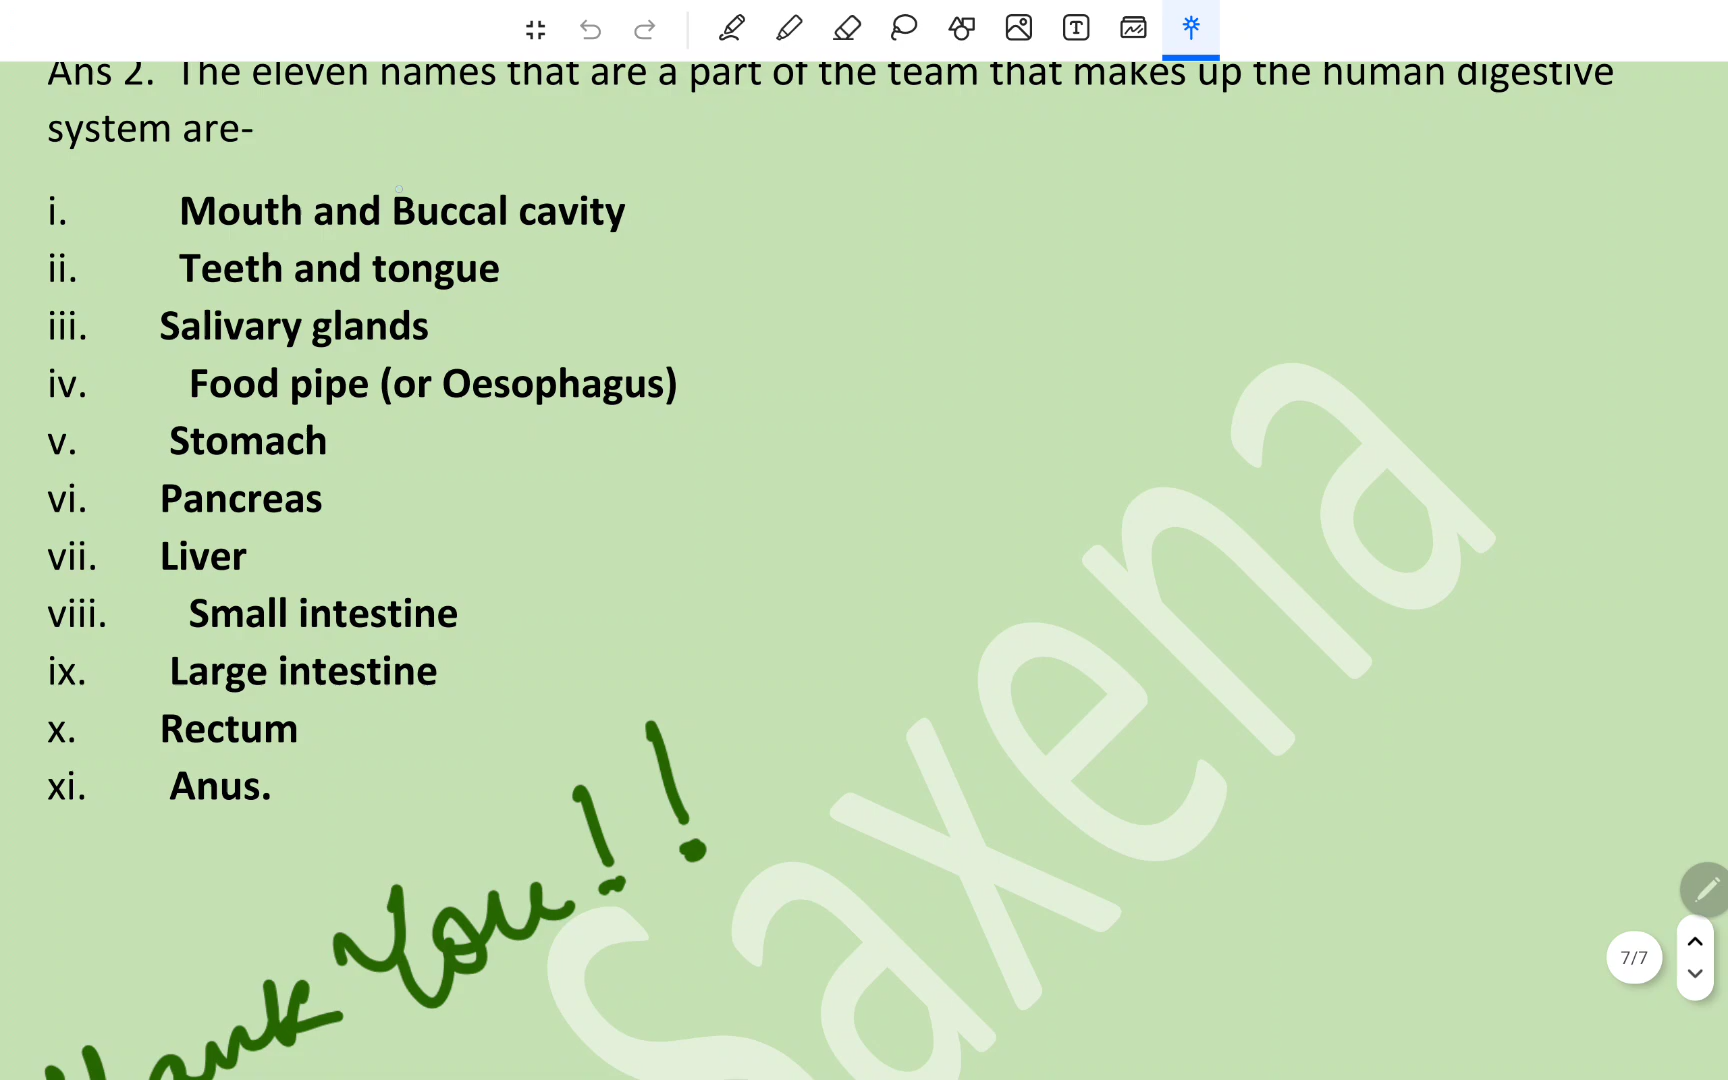 Ans 2. The eleven names that are a part of the team that makes up the human digestive
system are-
i. Mouth and Buccal cavity
ii. Teeth and tongue
iii. Salivary glands
iv. Food pipe (or Oesophagus)
v. Stomach
vi. Pancreas
vii. Liver
viii. Small intestine
ix. Large intestine
x. Rectum
xi. Anus.
Thank You!!
Saxena
7/7